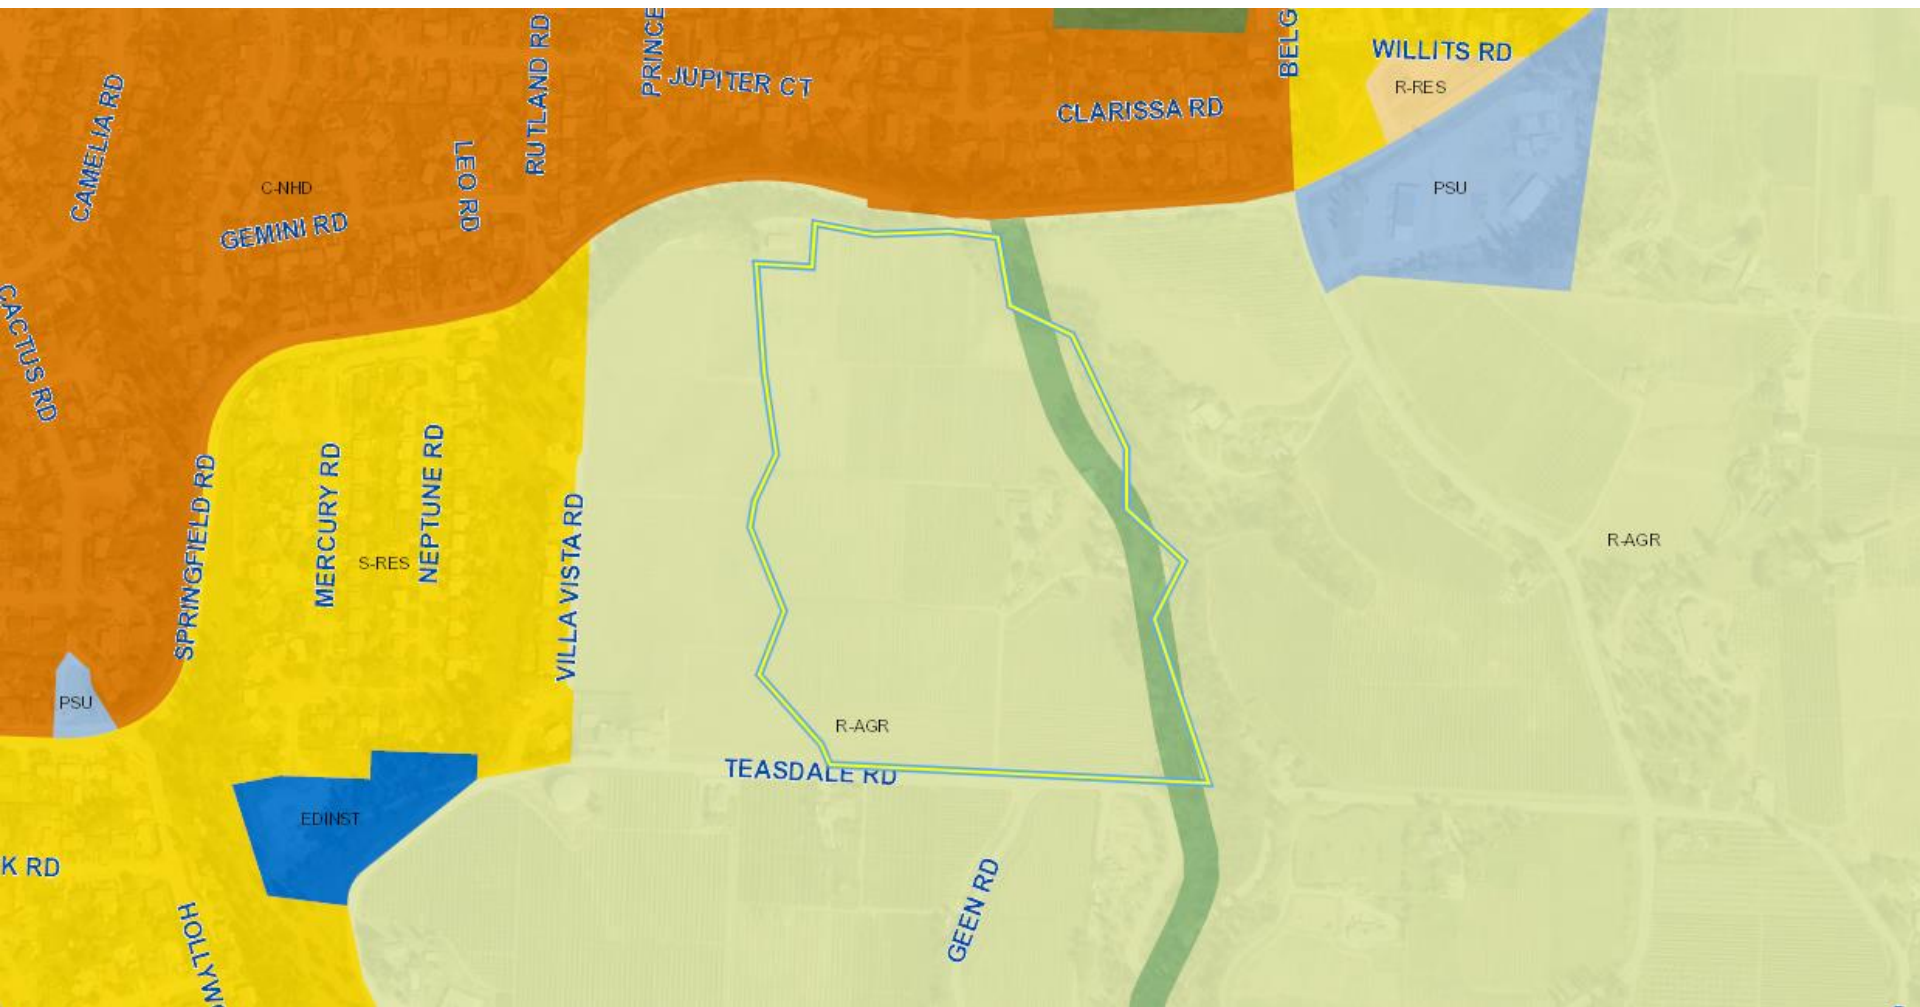 BELG
WILLITS RD
RUTLAND RD
PRINCE
JUPITER CT
R-RES
CLARISSA RD
CAMELIA RD
LEO RD
C-NHD
PSU
GEMINI RD
CACTUS RD
SPRINGFIELD RD
MERCURY RD
NEPTUNE RD
S-RES
VILLA VISTA RD
R-AGR
PSU
R-AGR
TEASDALE RD
EDINST
K RD
GEEN RD
HOLLYW